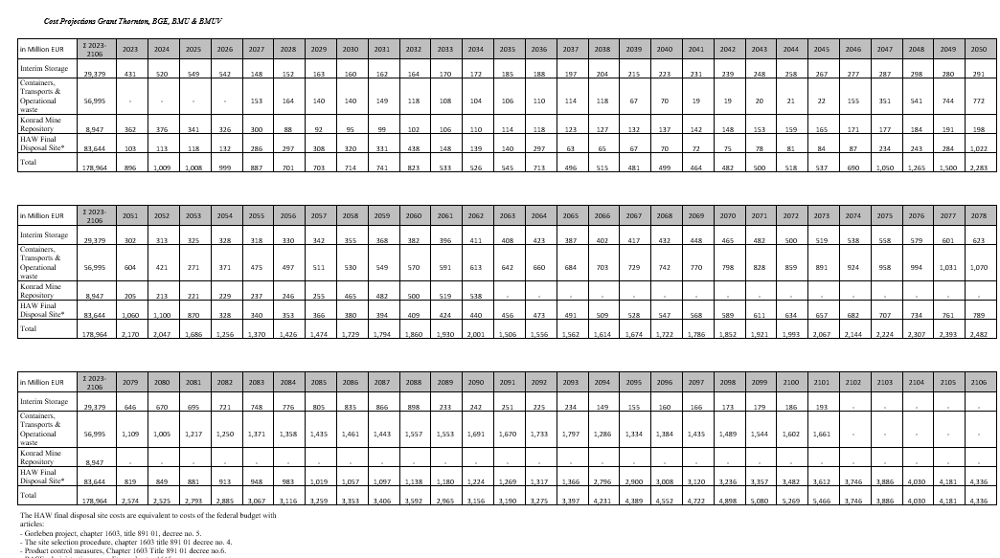 Cost Projections Grant Thornton, BGE, BMU & BMUV
in Million EUR Σ 2023-2106 2023 2024 2025 2026 2027 2028 2029 2030 2031 2032 2033 2034 2035 2036 2037 2038 2039 2040 2041 2042 2043 2044 2045 2046 2047 2048 2049 2050
Interim Storage 29,379 431 520 549 542 148 152 163 160 162 164 170 172 185 188 197 204 215 223 231 239 248 258 267 277 287 298 280 291
Containers, Transports & Operational waste 56,995 - - - - 153 164 140 140 149 118 108 104 106 110 114 118 67 70 19 19 20 21 22 155 351 541 744 772
Konrad Mine Repository 8,947 362 376 341 326 300 88 92 95 99 102 106 110 114 118 123 127 132 137 142 148 153 159 165 171 177 184 191 198
HAW Final Disposal Site* 83,644 103 113 118 132 286 297 308 320 331 438 148 139 140 297 63 65 67 70 72 75 78 81 84 87 234 243 284 1,022
Total 178,964 896 1,009 1,008 999 887 701 703 714 741 823 533 526 545 713 496 515 481 499 464 482 500 518 537 690 1,050 1,265 1,500 2,283
in Million EUR Σ 2023-2106 2051 2052 2053 2054 2055 2056 2057 2058 2059 2060 2061 2062 2063 2064 2065 2066 2067 2068 2069 2070 2071 2072 2073 2074 2075 2076 2077 2078
Interim Storage 29,379 302 313 325 328 318 330 342 355 368 382 396 411 408 423 387 402 417 432 448 465 482 500 519 538 558 579 601 623
Containers, Transports & Operational waste 56,995 604 421 271 371 475 497 511 530 549 570 591 613 642 660 684 703 729 742 770 798 828 859 891 924 958 994 1,031 1,070
Konrad Mine Repository 8,947 205 213 221 229 237 246 255 465 482 500 519 538 - - - - - - - - - - - - - - - -
HAW Final Disposal Site* 83,644 1,060 1,100 870 328 340 353 366 380 394 409 424 440 456 473 491 509 528 547 568 589 611 634 657 682 707 734 761 789
Total 178,964 2,170 2,047 1,686 1,256 1,370 1,426 1,474 1,729 1,794 1,860 1,930 2,001 1,506 1,556 1,562 1,614 1,674 1,722 1,786 1,852 1,921 1,993 2,067 2,144 2,224 2,307 2,393 2,482
in Million EUR Σ 2023-2106 2079 2080 2081 2082 2083 2084 2085 2086 2087 2088 2089 2090 2091 2092 2093 2094 2095 2096 2097 2098 2099 2100 2101 2102 2103 2104 2105 2106
Interim Storage 29,379 646 670 695 721 748 776 805 835 866 898 233 242 251 225 234 149 155 160 166 173 179 186 193 - - - - -
Containers, Transports & Operational waste 56,995 1,109 1,005 1,217 1,250 1,371 1,358 1,435 1,461 1,443 1,557 1,553 1,691 1,670 1,733 1,797 1,286 1,334 1,384 1,435 1,489 1,544 1,602 1,661 - - - - -
Konrad Mine Repository 8,947 - - - - - - - - - - - - - - - - - - - - - - - - - - - -
HAW Final Disposal Site* 83,644 819 849 881 913 948 983 1,019 1,057 1,097 1,138 1,180 1,224 1,269 1,317 1,366 2,796 2,900 3,008 3,120 3,236 3,357 3,482 3,612 3,746 3,886 4,030 4,181 4,336
Total 178,964 2,574 2,525 2,793 2,885 3,067 3,116 3,259 3,353 3,406 3,592 2,965 3,156 3,190 3,275 3,397 4,231 4,389 4,552 4,722 4,898 5,080 5,269 5,466 3,746 3,886 4,030 4,181 4,336
The HAW final disposal site costs are equivalent to costs of the federal budget with
articles:
- Gorleben project, chapter 1603, title 891 01, decree no. 5.
- The site selection procedure, chapter 1603 title 891 01 decree no. 4.
- Product control measures, Chapter 1603 Title 891 01 decree no.6.